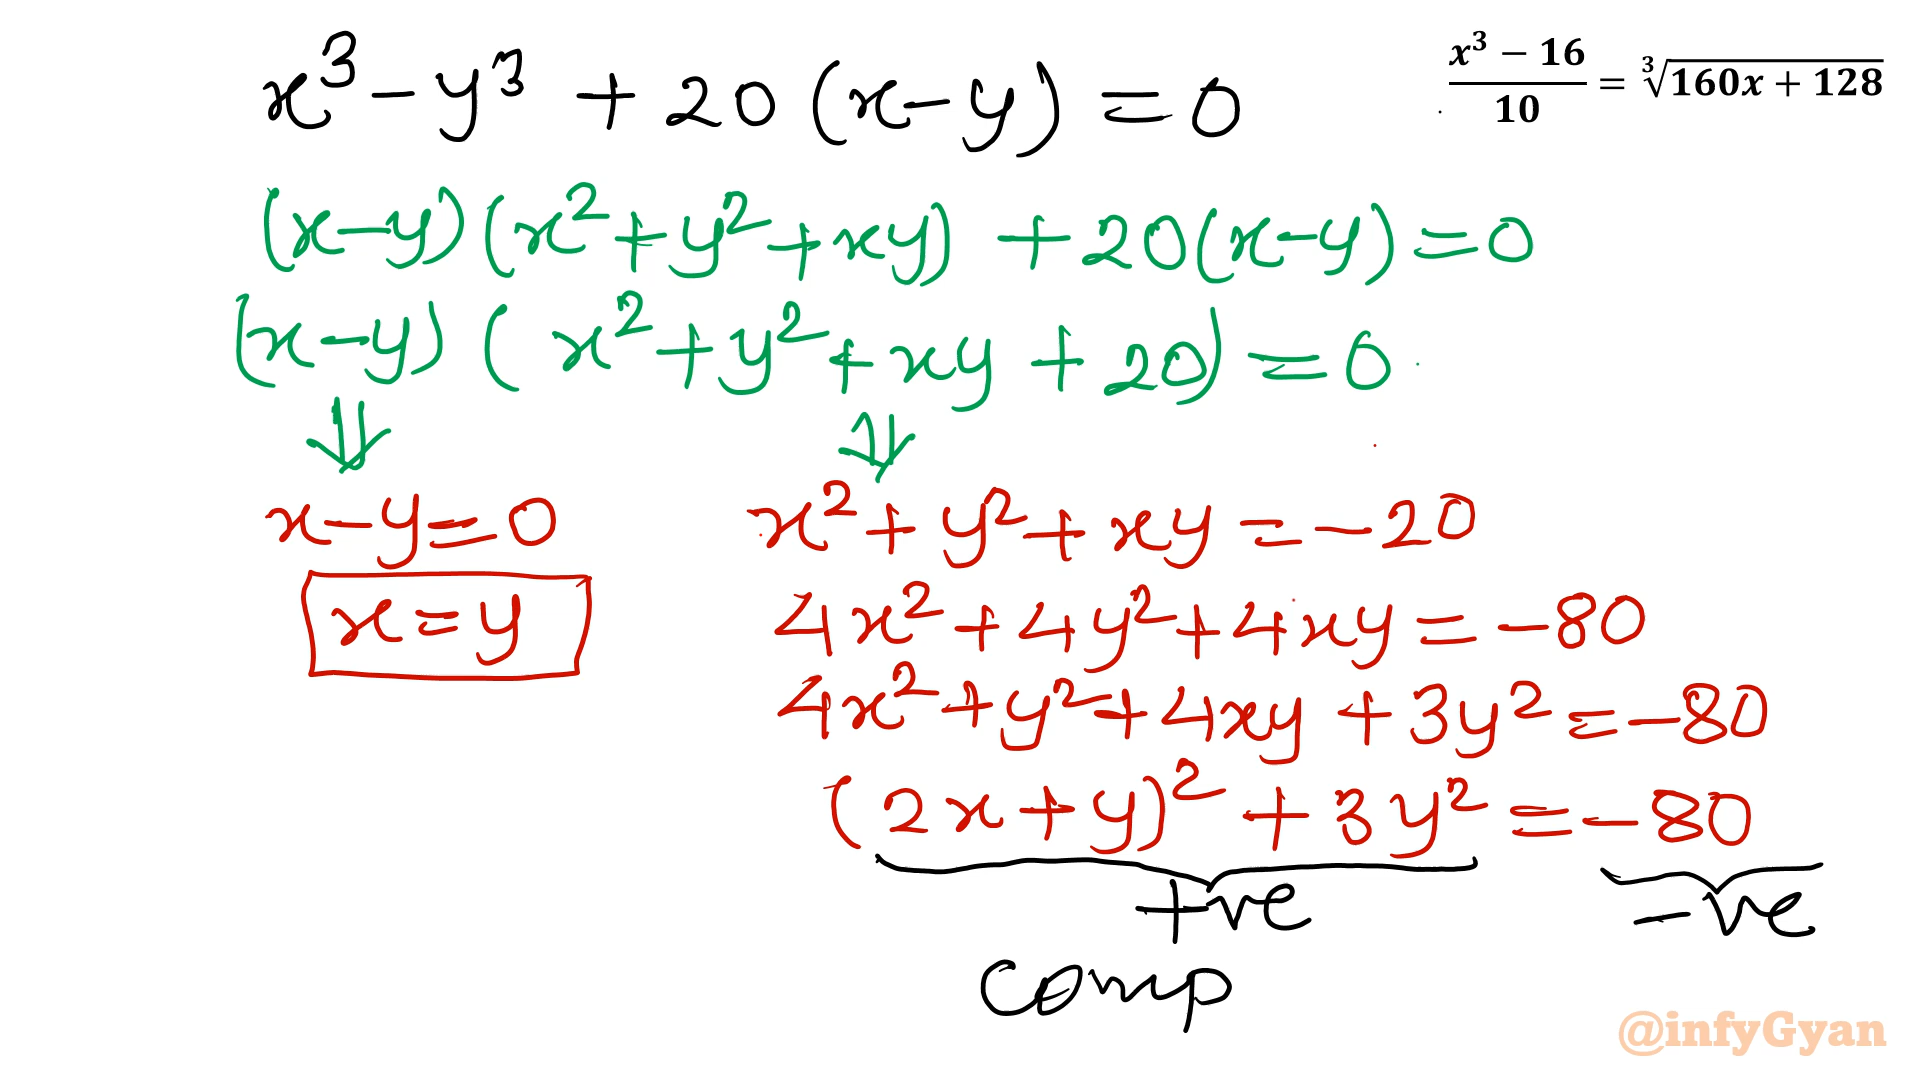 x³ - y³ + 20 (x - y) = 0
(x³ - 16)/10 = ∛(160x + 128)
(x - y) (x² + y² + xy) + 20 (x - y) = 0
(x - y) ( x² + y² + xy + 20) = 0
⇓ ⇓
x - y = 0
x² + y² + xy = -20
x = y
4x² + 4y² + 4xy = -80
4x² + y² + 4xy + 3y² = -80
(2x + y)² + 3y² = -80
+ve -ve
comp
@infyGyan